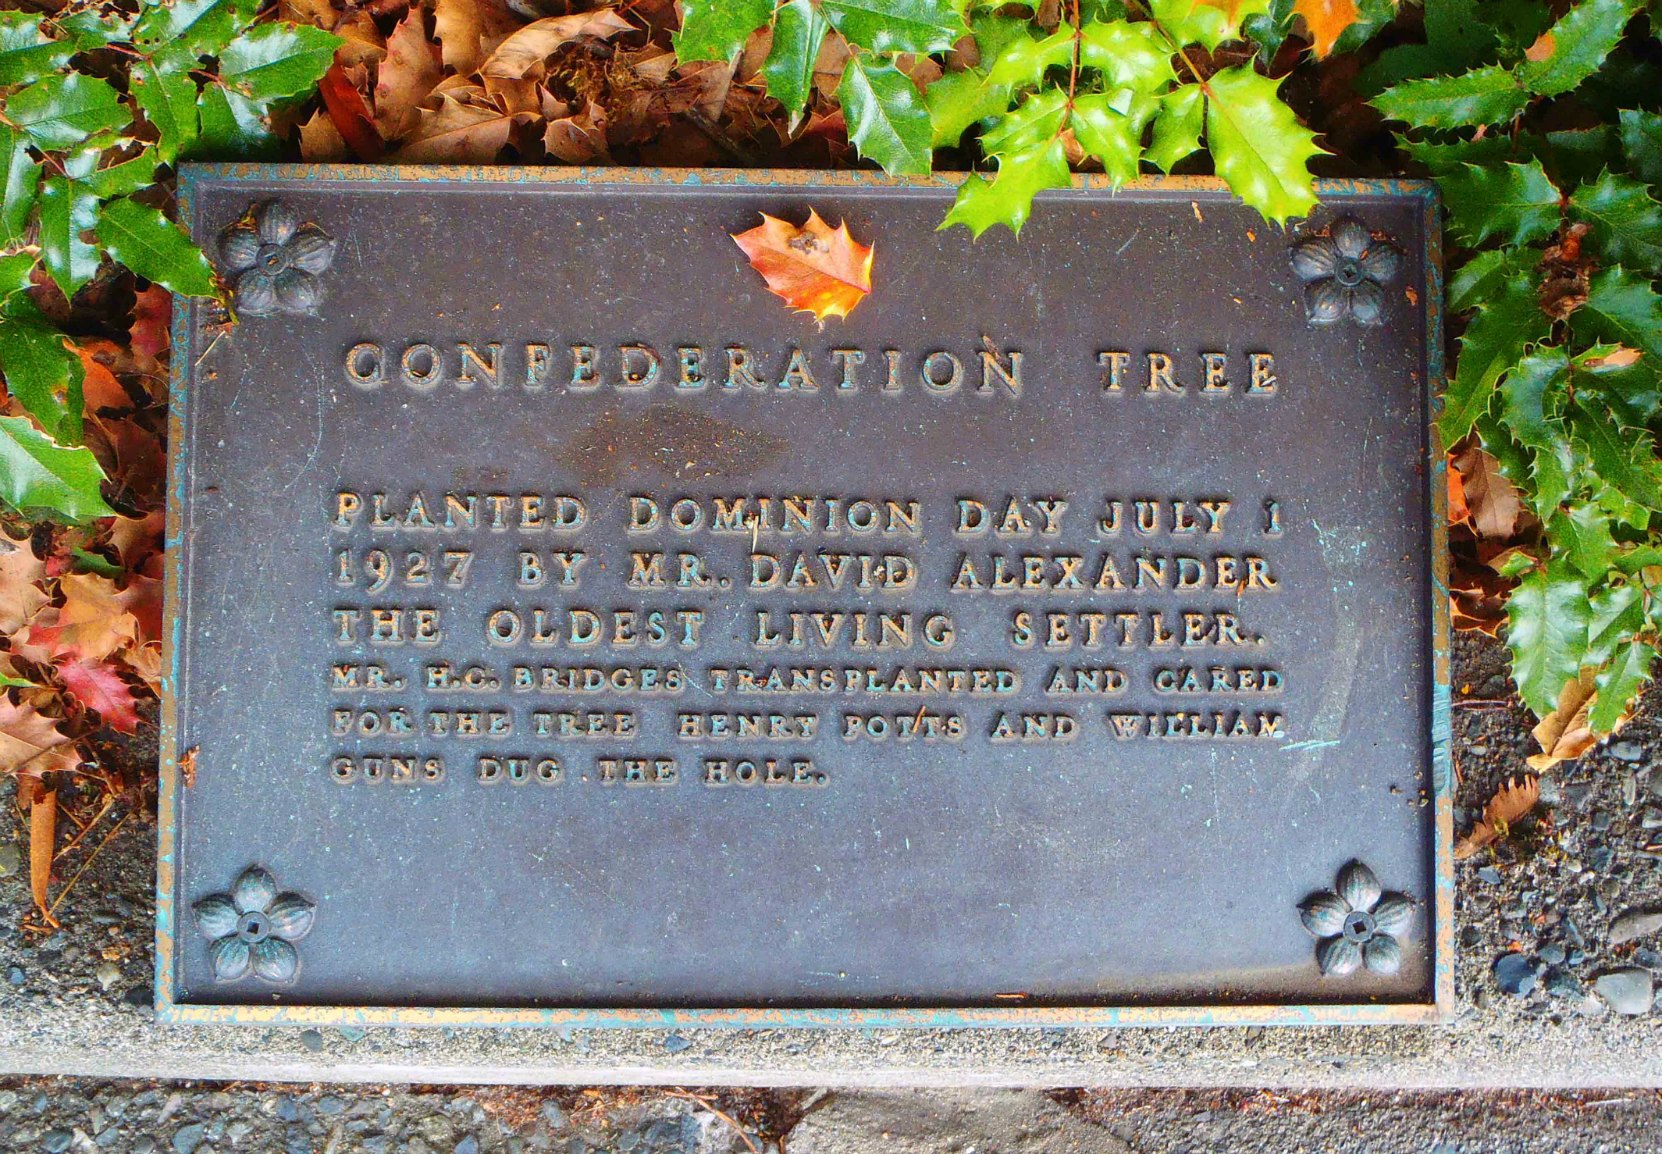 CONFEDERATION TREE
PLANTED DOMINION DAY JULY 1
1927 BY MR. DAVID ALEXANDER
THE OLDEST LIVING SETTLER.
MR. H.C. BRIDGES TRANSPLANTED AND CARED
FOR THE TREE HENRY POTTS AND WILLIAM
GUNS DUG THE HOLE.